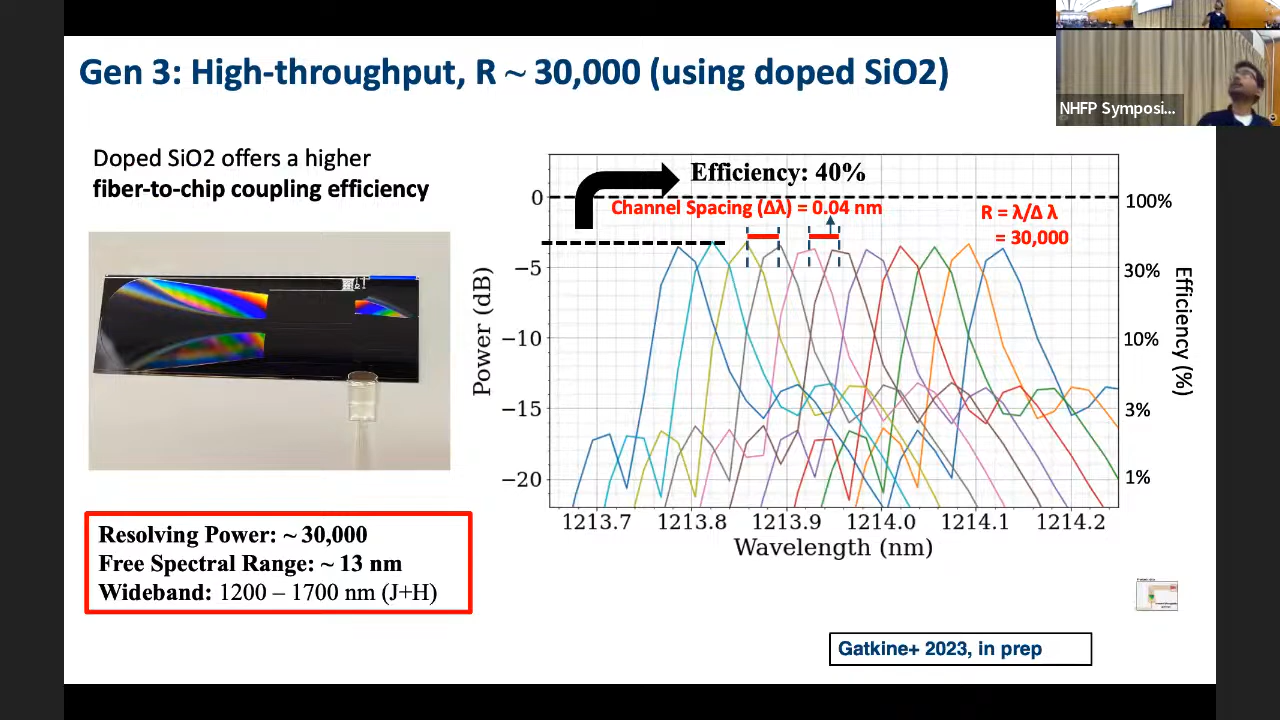 Gen 3: High-throughput, R ~ 30,000 (using doped SiO2)
NHFP Symposi...
Doped SiO2 offers a higher
fiber-to-chip coupling efficiency
Efficiency: 40%
Channel Spacing (Δλ) = 0.04 nm
R = λ/Δ λ
= 30,000
0
−5
−10
−15
−20
Power (dB)
100%
30%
10%
3%
1%
Efficiency (%)
1213.7 1213.8 1213.9 1214.0 1214.1 1214.2
Wavelength (nm)
Resolving Power: ~ 30,000
Free Spectral Range: ~ 13 nm
Wideband: 1200 – 1700 nm (J+H)
Gatkine+ 2023, in prep